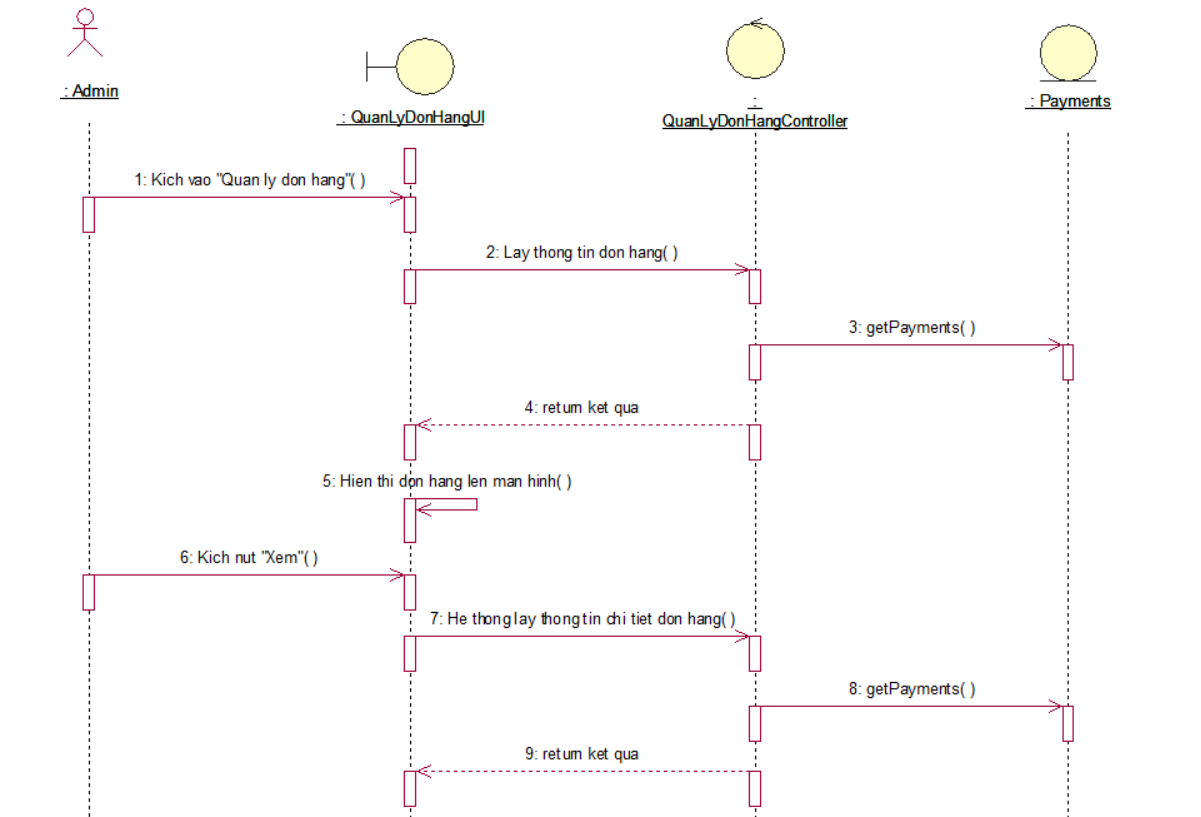 : Admin
: QuanLyDonHangUI
:
QuanLyDonHangController
: Payments
1: Kich vao "Quan ly don hang"( )
2: Lay thong tin don hang( )
3: getPayments( )
4: return ket qua
5: Hien thi don hang len man hinh( )
6: Kich nut "Xem"( )
7: He thong lay thong tin chi tiet don hang( )
8: getPayments( )
9: return ket qua